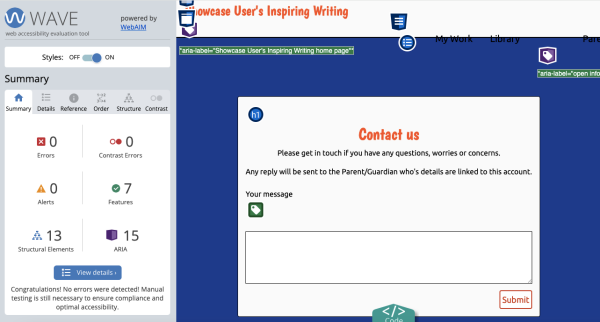 WAVE
web accessibility evaluation tool
powered by
WebAIM
Styles: OFF ON
Summary
Summary Details Reference Order Structure Contrast
0
Errors
0
Contrast Errors
0
Alerts
7
Features
13
Structural Elements
15
ARIA
View details ›
Congratulations! No errors were detected! Manual
testing is still necessary to ensure compliance and
optimal accessibility.
howcase User's Inspiring Writing
My Work Library Pare
*aria-label="Showcase User's Inspiring Writing home page"*
*aria-label="open info
h1
Contact us
Please get in touch if you have any questions, worries or concerns.
Any reply will be sent to the Parent/Guardian who's details are linked to this account.
Your message
Submit
</>
Code